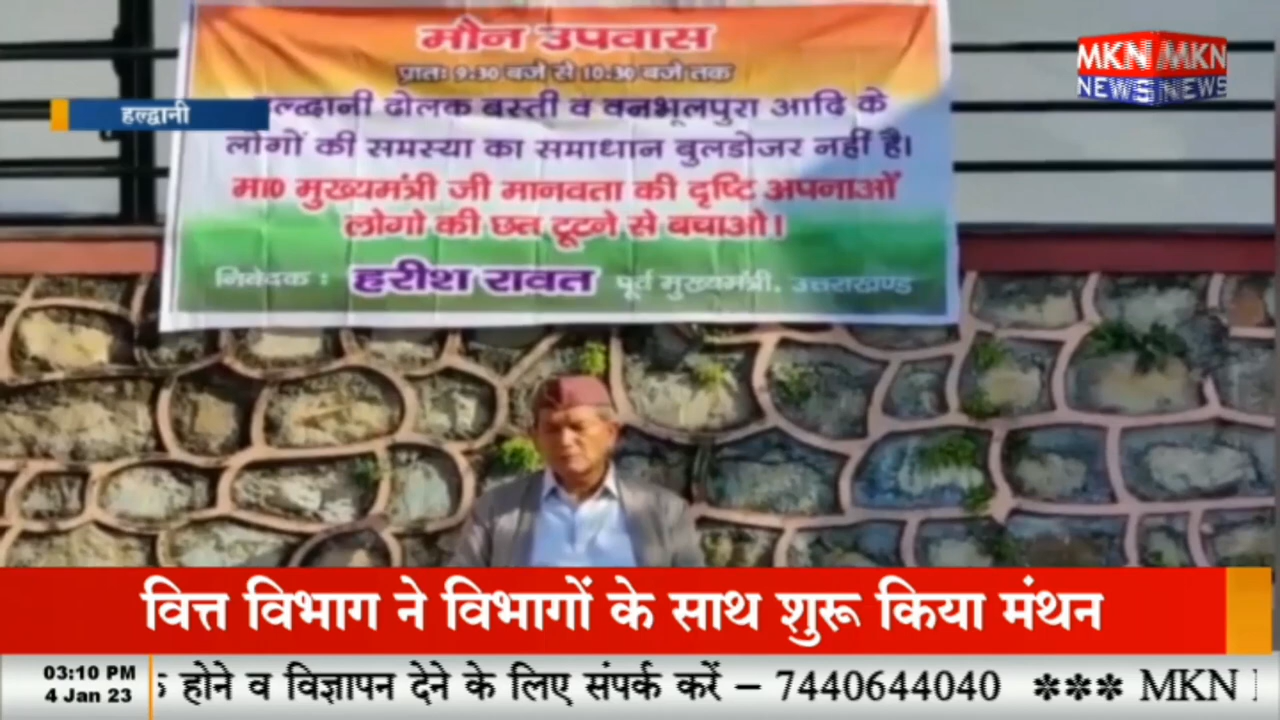 मौन उपवास
प्रातः 9:30 बजे से 10:30 बजे तक
MKN MKN
NEWS NEWS
हल्द्वानी
ल्द्वानी ढोलक बस्ती व वनभूलपुरा आदि के
लोगों की समस्या का समाधान बुलडोजर नहीं है।
मा0 मुख्यमंत्री जी मानवता की दृष्टि अपनाओं
लोगो की छत टूटने से बचाओ।
निवेदक : हरीश रावत पूर्व मुख्यमंत्री, उत्तराखण्ड
वित्त विभाग ने विभागों के साथ शुरू किया मंथन
03:10 PM
4 Jan 23
होने व विज्ञापन देने के लिए संपर्क करें – 7440644040 *** MKN